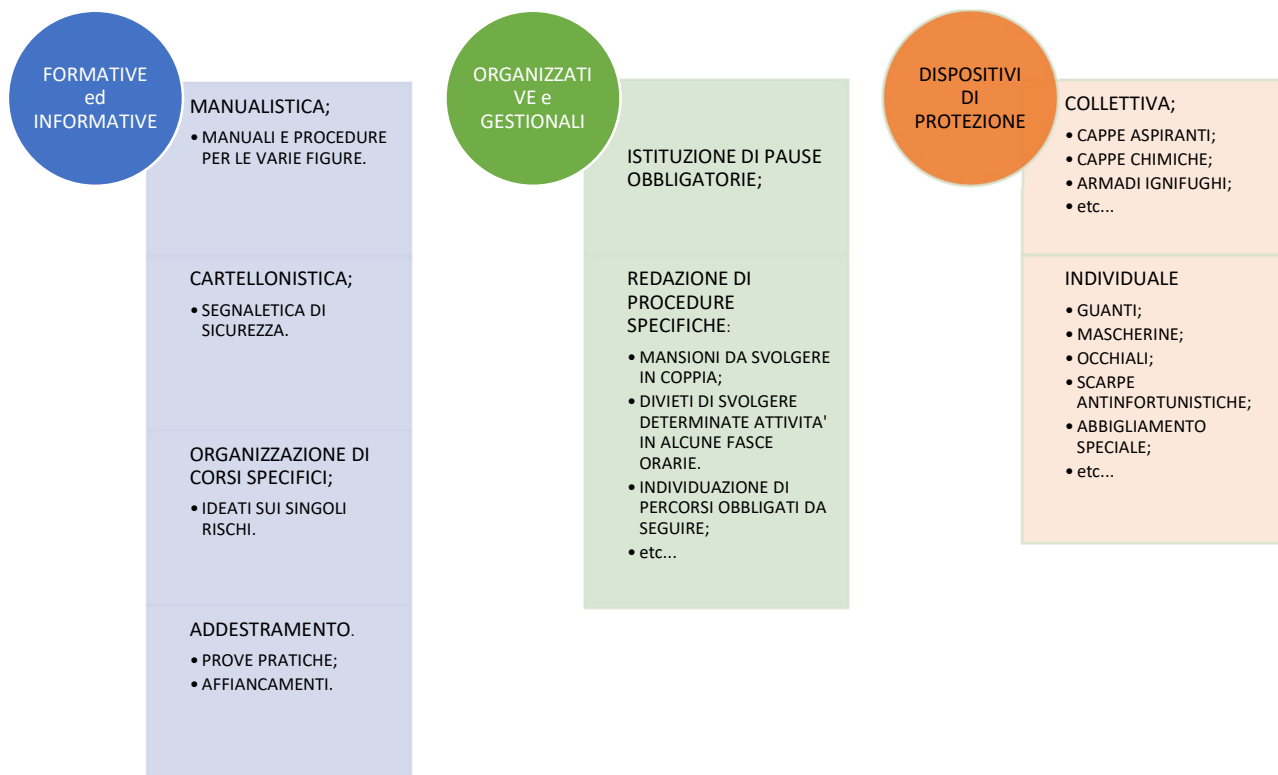 FORMATIVE
ed
INFORMATIVE
MANUALISTICA;
• MANUALI E PROCEDURE
PER LE VARIE FIGURE.
CARTELLONISTICA;
• SEGNALETICA DI
SICUREZZA.
ORGANIZZAZIONE DI
CORSI SPECIFICI;
• IDEATI SUI SINGOLI
RISCHI.
ADDESTRAMENTO.
• PROVE PRATICHE;
• AFFIANCAMENTI.
ORGANIZZATI
VE e
GESTIONALI
ISTITUZIONE DI PAUSE
OBBLIGATORIE;
REDAZIONE DI
PROCEDURE
SPECIFICHE:
• MANSIONI DA SVOLGERE
IN COPPIA;
• DIVIETI DI SVOLGERE
DETERMINATE ATTIVITA'
IN ALCUNE FASCE
ORARIE.
• INDIVIDUAZIONE DI
PERCORSI OBBLIGATI DA
SEGUIRE;
• etc...
DISPOSITIVI
DI
PROTEZIONE
COLLETTIVA;
• CAPPE ASPIRANTI;
• CAPPE CHIMICHE;
• ARMADI IGNIFUGHI;
• etc...
INDIVIDUALE
• GUANTI;
• MASCHERINE;
• OCCHIALI;
• SCARPE
ANTINFORTUNISTICHE;
• ABBIGLIAMENTO
SPECIALE;
• etc...